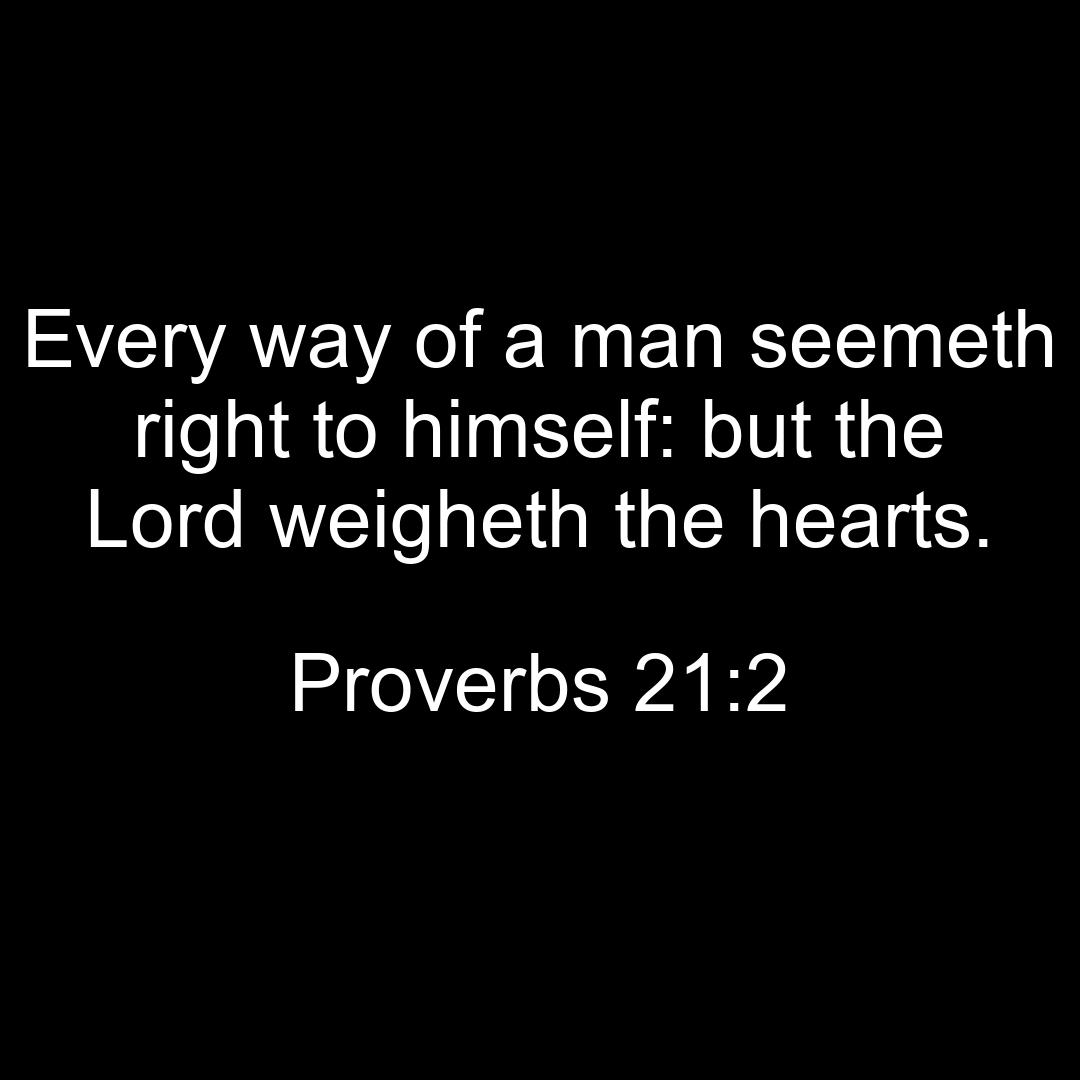 Every way of a man seemeth
right to himself: but the
Lord weigheth the hearts.
Proverbs 21:2